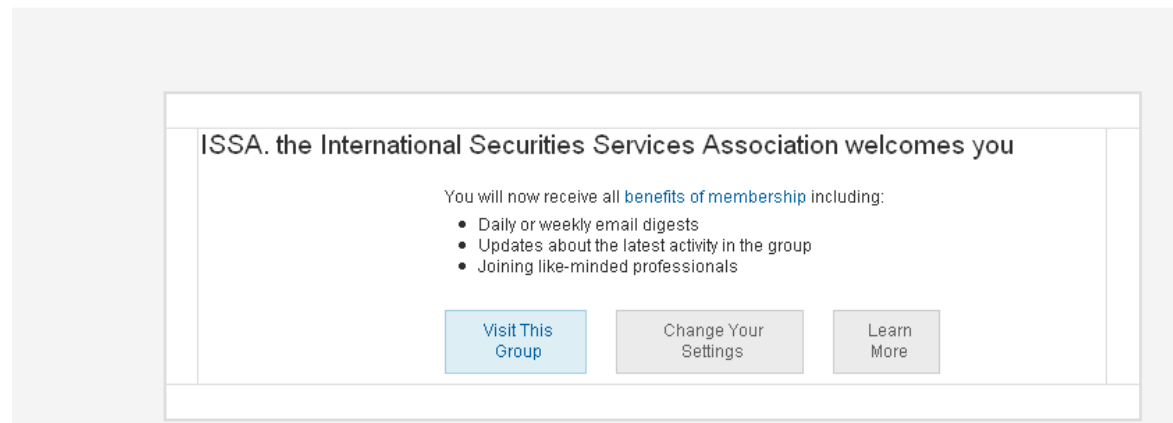 ISSA. the International Securities Services Association welcomes you
You will now receive all benefits of membership including:
• Daily or weekly email digests
• Updates about the latest activity in the group
• Joining like-minded professionals
Visit This
Group
Change Your
Settings
Learn
More